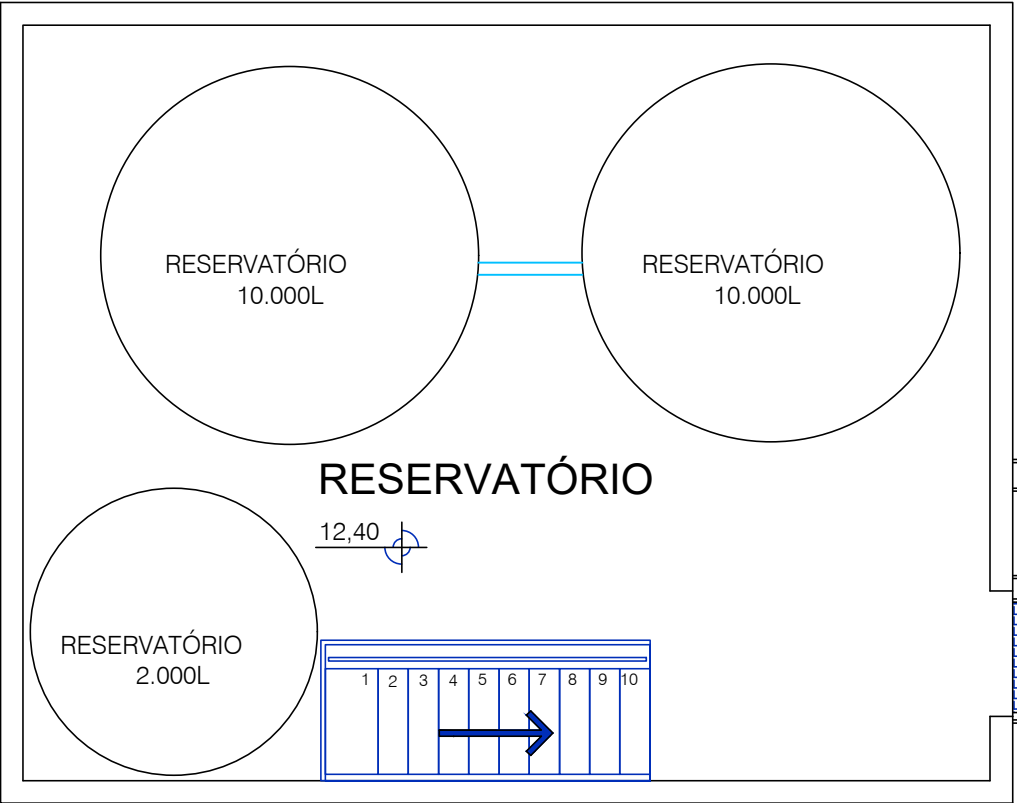 RESERVATÓRIO
10.000L
RESERVATÓRIO
10.000L
RESERVATÓRIO
12,40
RESERVATÓRIO
2.000L
1 2 3 4 5 6 7 8 9 10